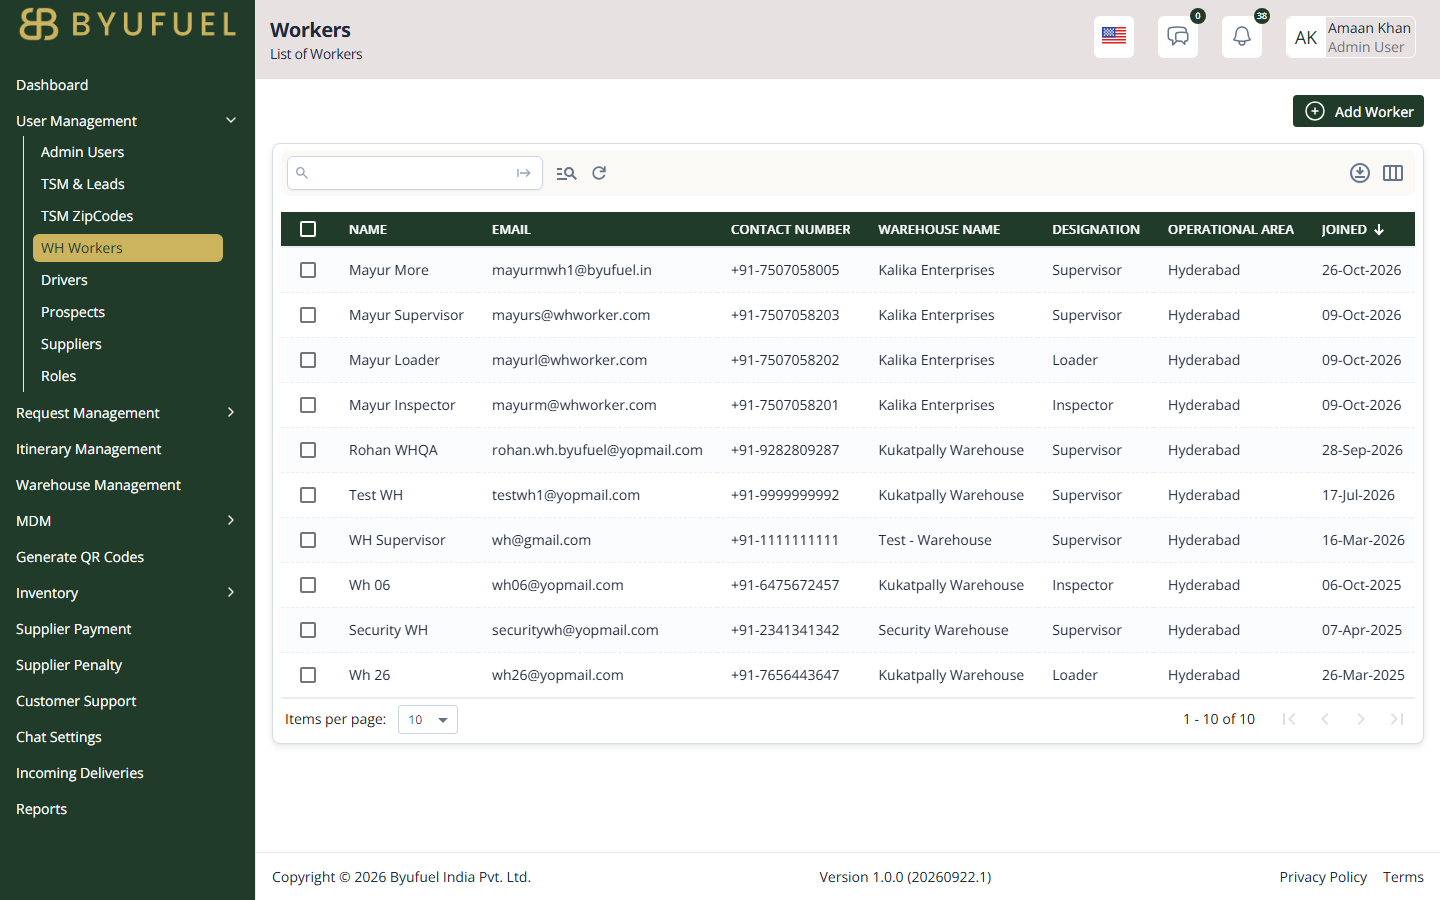 BYUFUEL
Dashboard
User Management
Admin Users
TSM & Leads
TSM ZipCodes
WH Workers
Drivers
Prospects
Suppliers
Roles
Request Management
Itinerary Management
Warehouse Management
MDM
Generate QR Codes
Inventory
Supplier Payment
Supplier Penalty
Customer Support
Chat Settings
Incoming Deliveries
Reports
Workers
List of Workers
0
38
AK
Amaan Khan
Admin User
Add Worker
NAME EMAIL CONTACT NUMBER WAREHOUSE NAME DESIGNATION OPERATIONAL AREA JOINED
Mayur More mayurmwh1@byufuel.in +91-7507058005 Kalika Enterprises Supervisor Hyderabad 26-Oct-2026
Mayur Supervisor mayurs@whworker.com +91-7507058203 Kalika Enterprises Supervisor Hyderabad 09-Oct-2026
Mayur Loader mayurl@whworker.com +91-7507058202 Kalika Enterprises Loader Hyderabad 09-Oct-2026
Mayur Inspector mayurm@whworker.com +91-7507058201 Kalika Enterprises Inspector Hyderabad 09-Oct-2026
Rohan WHQA rohan.wh.byufuel@yopmail.com +91-9282809287 Kukatpally Warehouse Supervisor Hyderabad 28-Sep-2026
Test WH testwh1@yopmail.com +91-9999999992 Kukatpally Warehouse Supervisor Hyderabad 17-Jul-2026
WH Supervisor wh@gmail.com +91-1111111111 Test - Warehouse Supervisor Hyderabad 16-Mar-2026
Wh 06 wh06@yopmail.com +91-6475672457 Kukatpally Warehouse Inspector Hyderabad 06-Oct-2025
Security WH securitywh@yopmail.com +91-2341341342 Security Warehouse Supervisor Hyderabad 07-Apr-2025
Wh 26 wh26@yopmail.com +91-7656443647 Kukatpally Warehouse Loader Hyderabad 26-Mar-2025
Items per page: 10 1 - 10 of 10
Copyright © 2026 Byufuel India Pvt. Ltd. Version 1.0.0 (20260922.1) Privacy Policy Terms